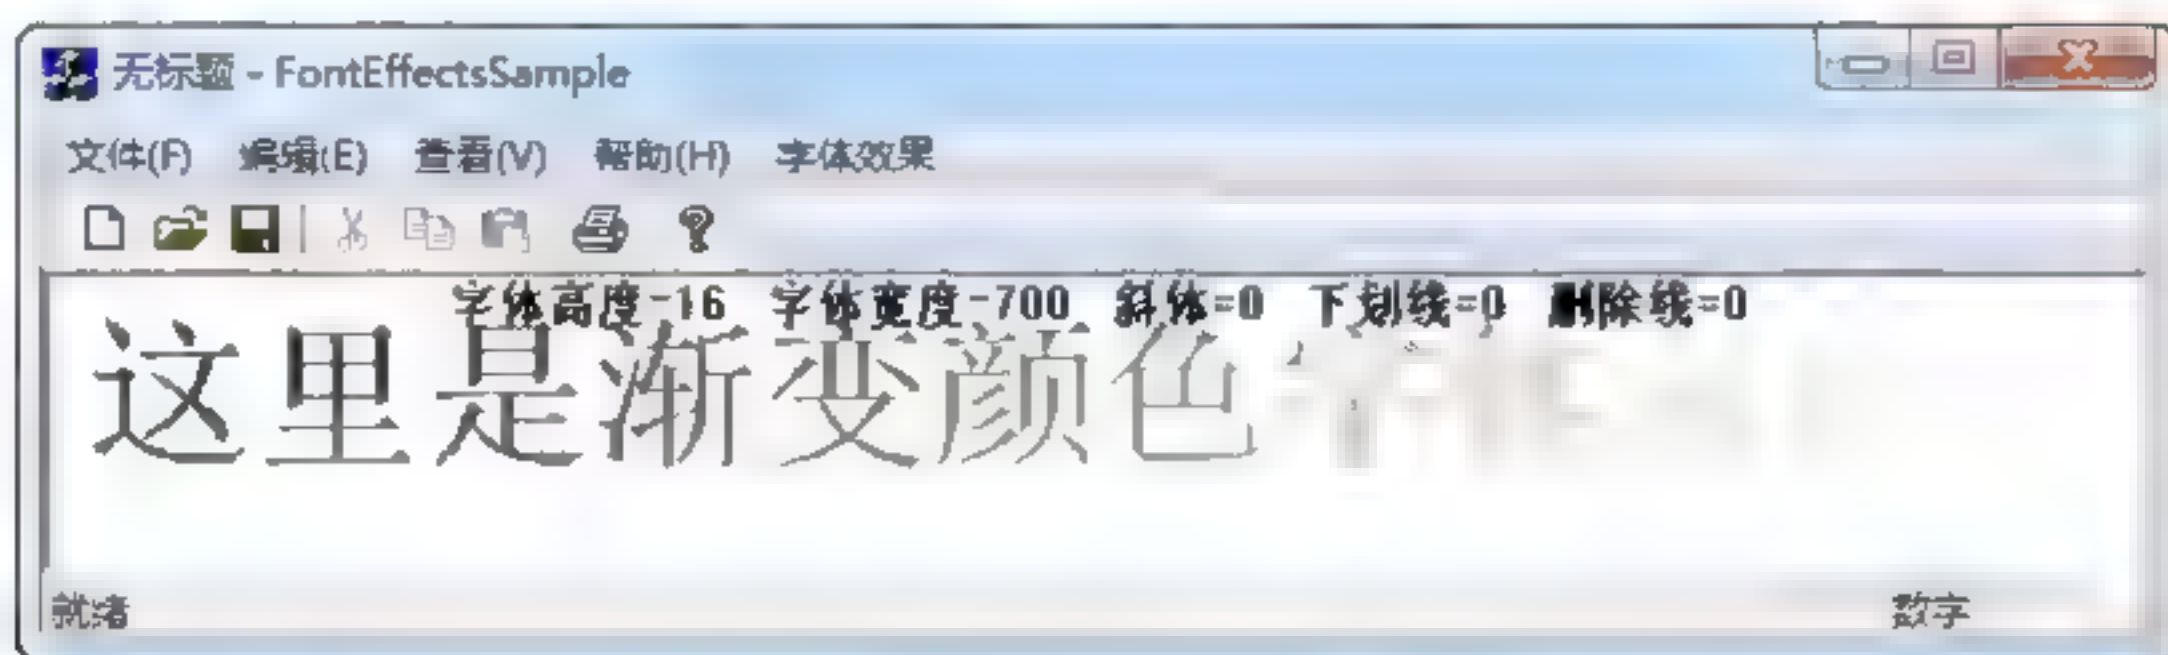 无标题 - FontEffectsSample
文件(F) 编辑(E) 查看(V) 帮助(H) 字体效果
字体高度-16 字体宽度-700 斜体=0 下划线=0 删除线=0
这里是渐变颜色
就绪 数字